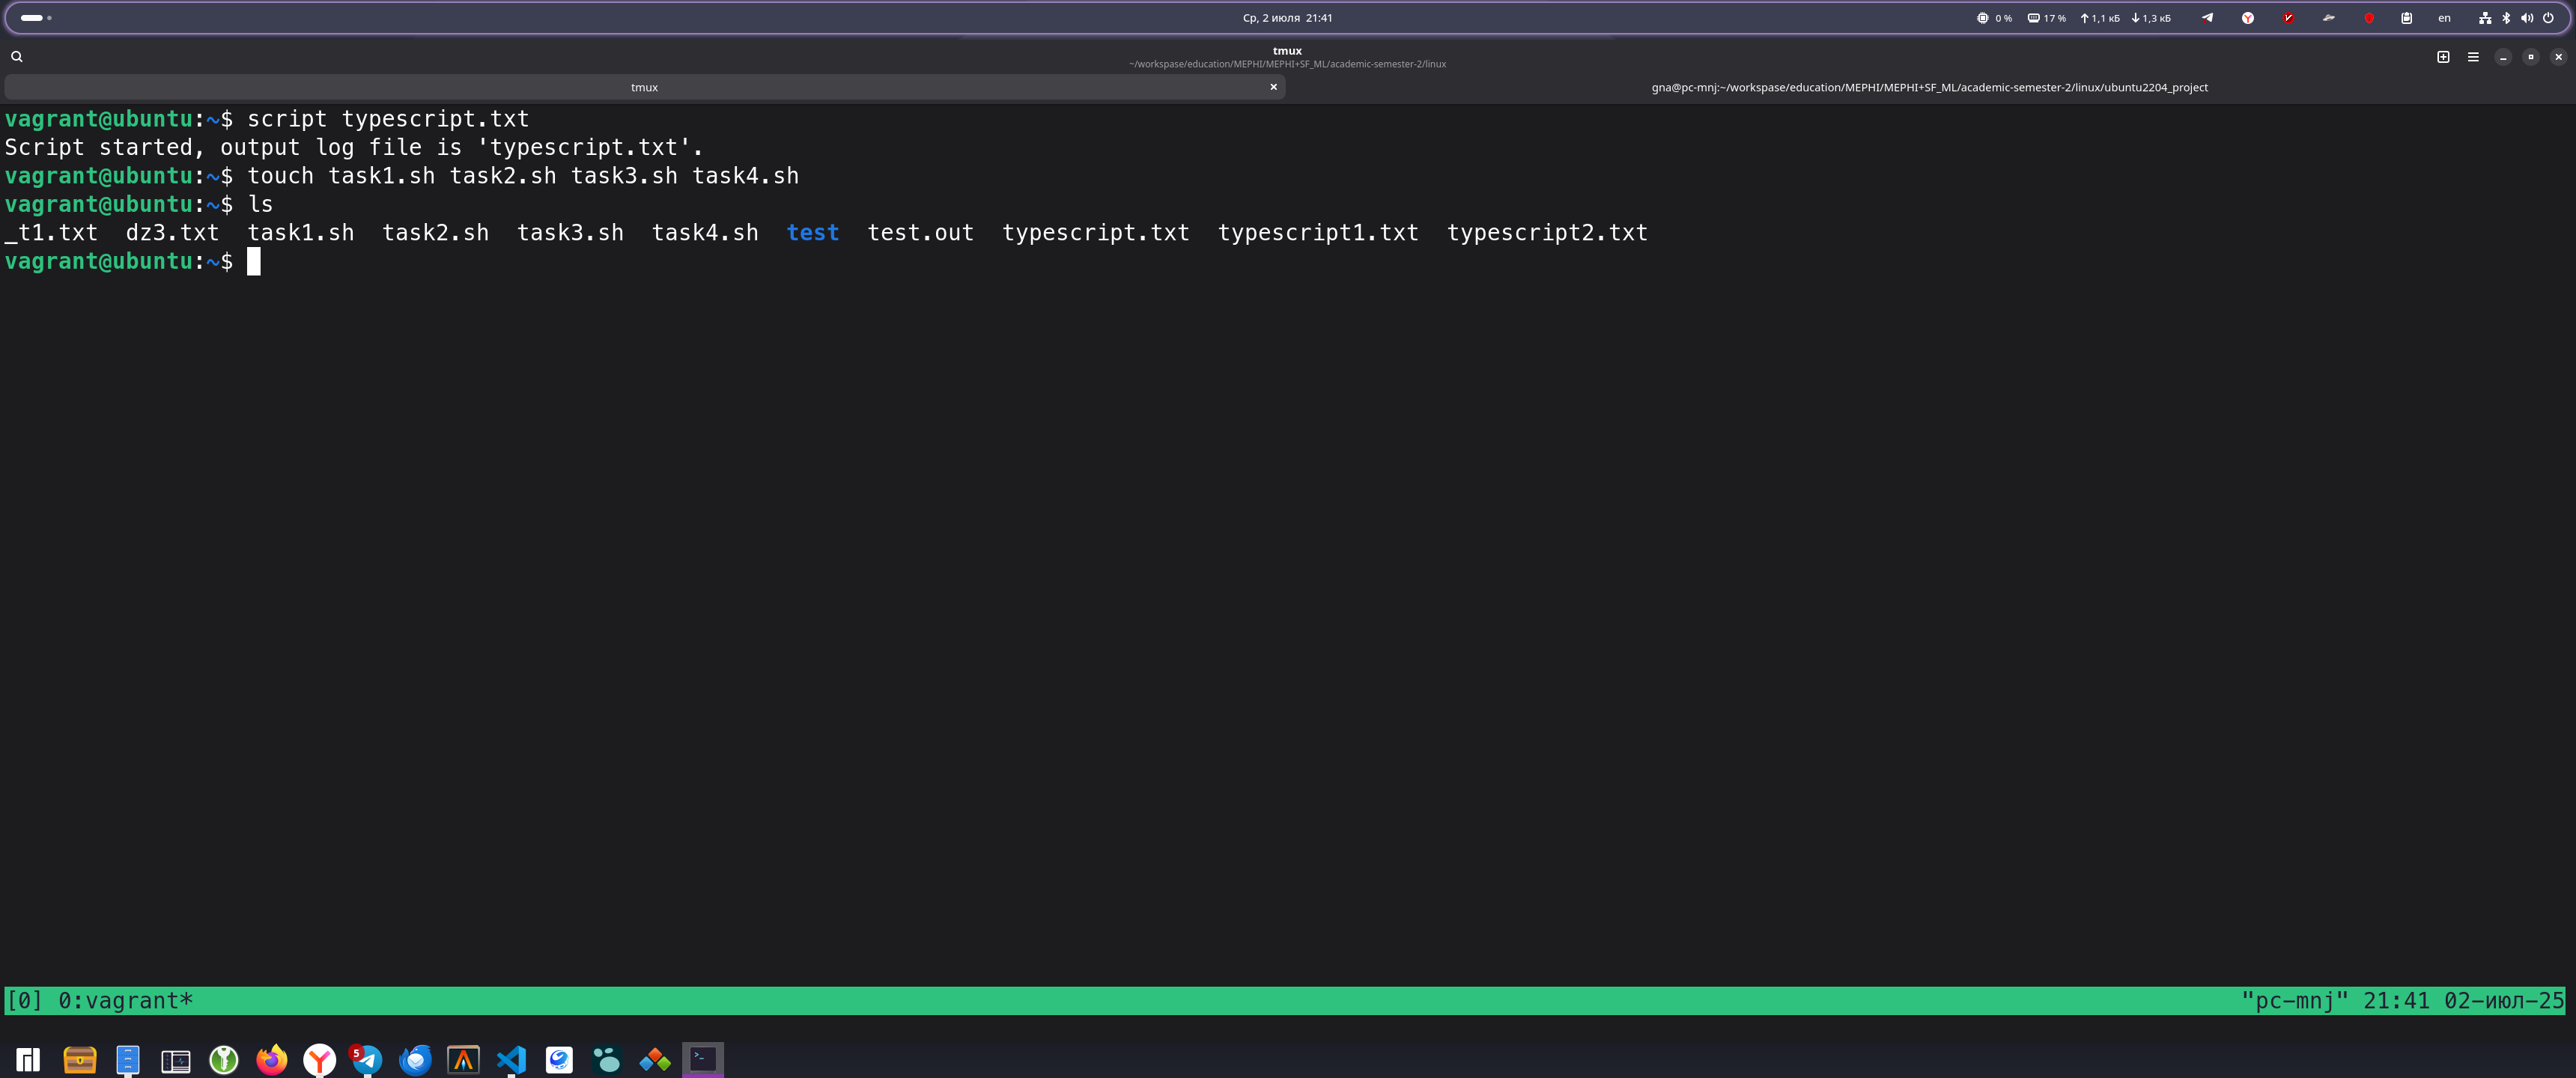 Ср, 2 июля 21:41
0 % 17 % 1,1 кБ 1,3 кБ en
tmux
~/workspase/education/MEPHI/MEPHI+SF_ML/academic-semester-2/linux
tmux
gna@pc-mnj:~/workspase/education/MEPHI/MEPHI+SF_ML/academic-semester-2/linux/ubuntu2204_project
vagrant@ubuntu:~$ script typescript.txt
Script started, output log file is 'typescript.txt'.
vagrant@ubuntu:~$ touch task1.sh task2.sh task3.sh task4.sh
vagrant@ubuntu:~$ ls
_t1.txt  dz3.txt  task1.sh  task2.sh  task3.sh  task4.sh  test  test.out  typescript.txt  typescript1.txt  typescript2.txt
vagrant@ubuntu:~$
[0] 0:vagrant*
"pc-mnj" 21:41 02-июл-25
5